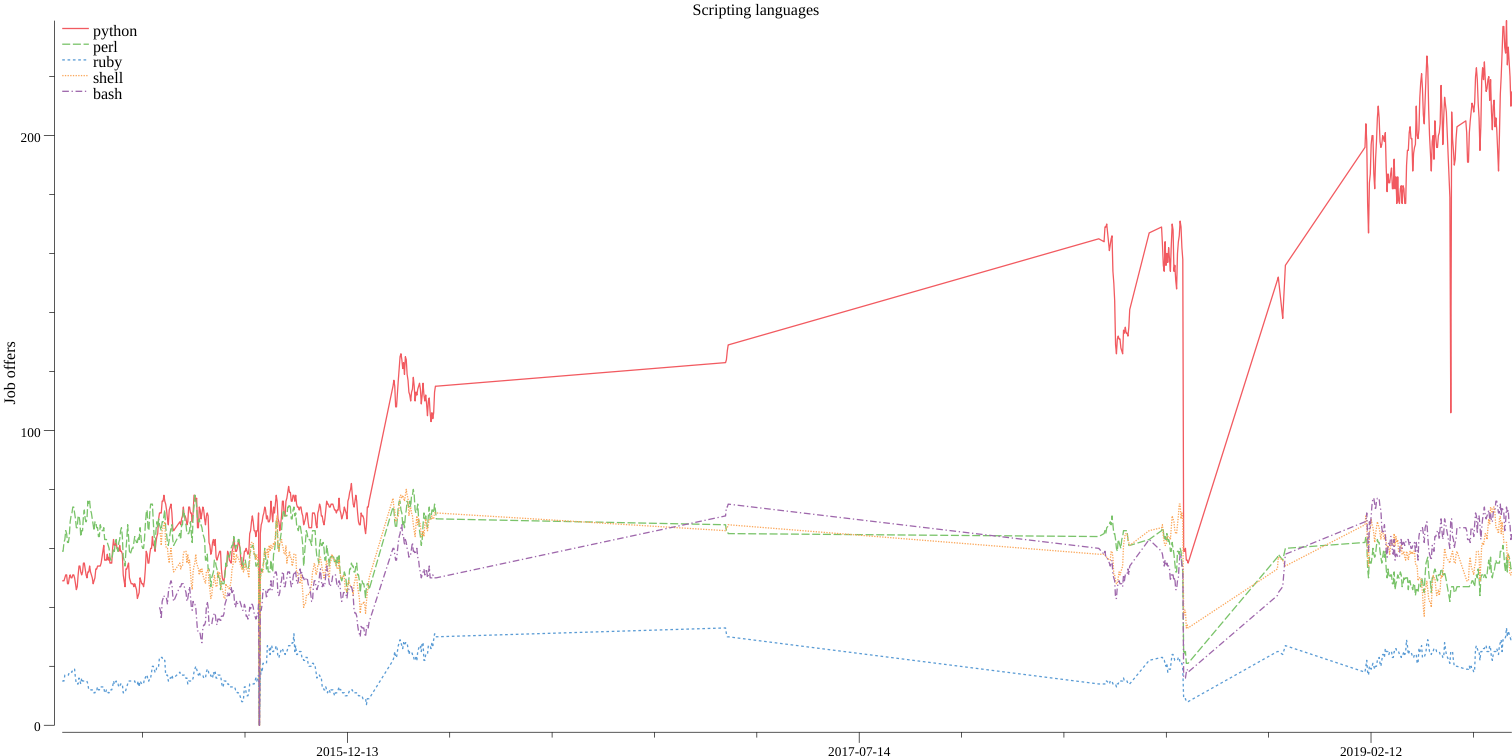 Scripting languages
python
perl
ruby
shell
bash
200
Job offers
100
0
2015-12-13
2017-07-14
2019-02-12